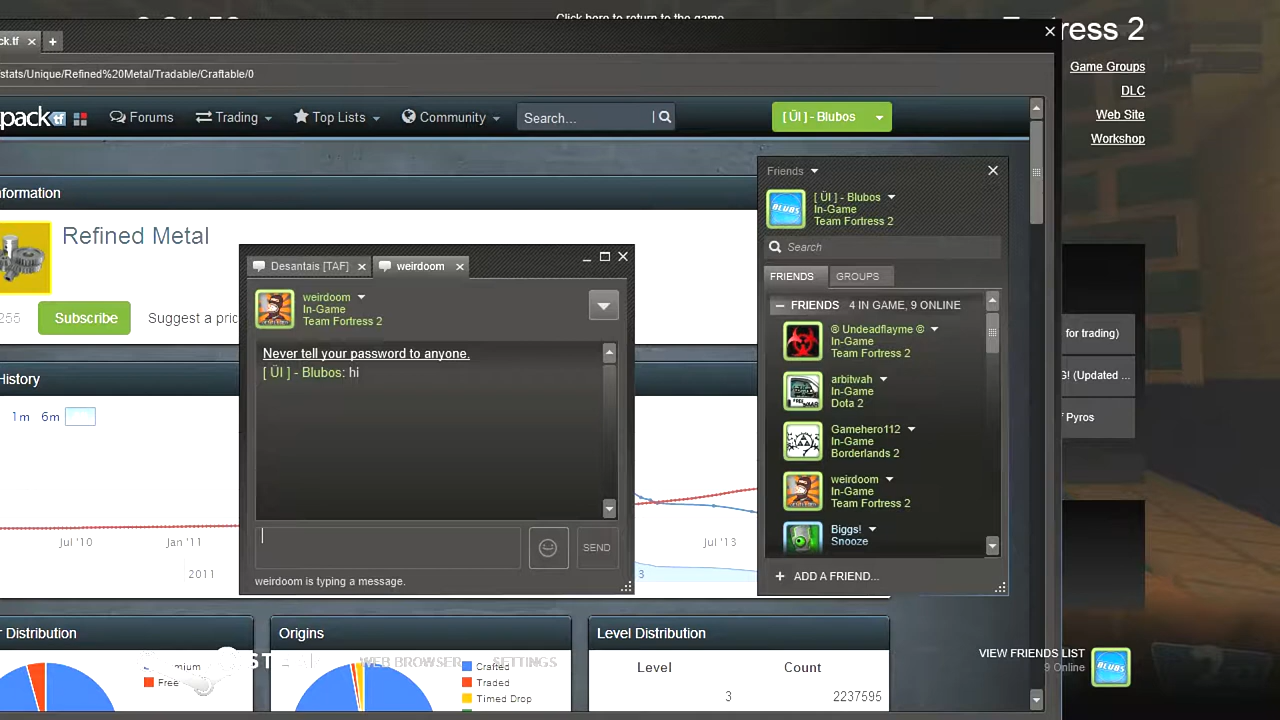 Click here to return to the game
ck.tf
ress 2
stats/Unique/Refined%20Metal/Tradable/Craftable/0
Game Groups
DLC
Web Site
Workshop
pack tf
Forums
Trading
Top Lists
Community
Search...
[ ÜI ] - Blubos
nformation
Refined Metal
255
Subscribe
Suggest a pric
History
1m 6m
Jul '10
Jan '11
Jul '13
2011
3
Desantais [TAF]
weirdoom
weirdoom
In-Game
Team Fortress 2
Never tell your password to anyone.
[ ÜI ] - Blubos: hi
SEND
weirdoom is typing a message.
Friends
[ ÜI ] - Blubos
In-Game
Team Fortress 2
Search
FRIENDS
GROUPS
FRIENDS 4 IN GAME, 9 ONLINE
® Undeadflayme ©
In-Game
Team Fortress 2
arbitwah
In-Game
Dota 2
Gamehero112
In-Game
Borderlands 2
weirdoom
In-Game
Team Fortress 2
Biggs!
Snooze
+ ADD A FRIEND...
for trading)
G! (Updated ...
f Pyros
r Distribution
Free
Origins
Crafted
Traded
Timed Drop
Level Distribution
Level Count
3 2237595
WEB BROWSER
SETTINGS
VIEW FRIENDS LIST
9 Online
BLUBS